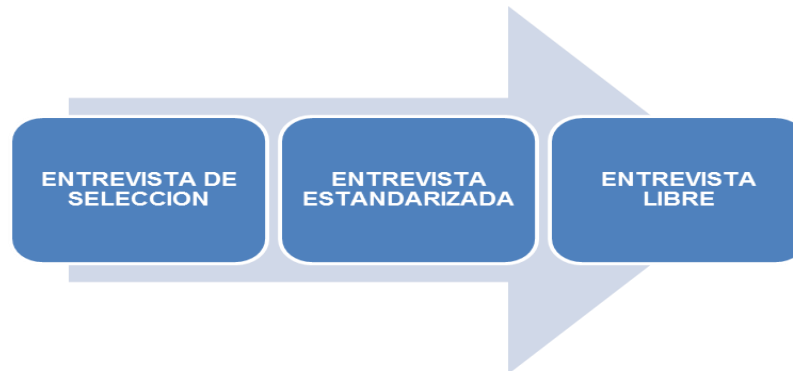 ENTREVISTA DE
SELECCION
ENTREVISTA
ESTANDARIZADA
ENTREVISTA
LIBRE